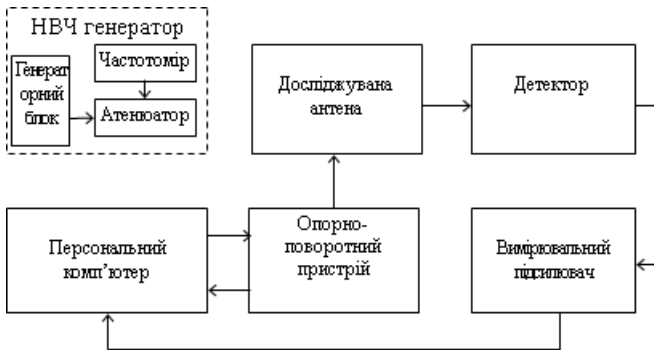 НВЧ генератор
Генерат
орний
блок
Частотомір
Атенюатор
Досліджувана
антена
Детектор
Персональний
комп’ютер
Опорно-
поворотний
пристрій
Вимірювальний
підсилювач